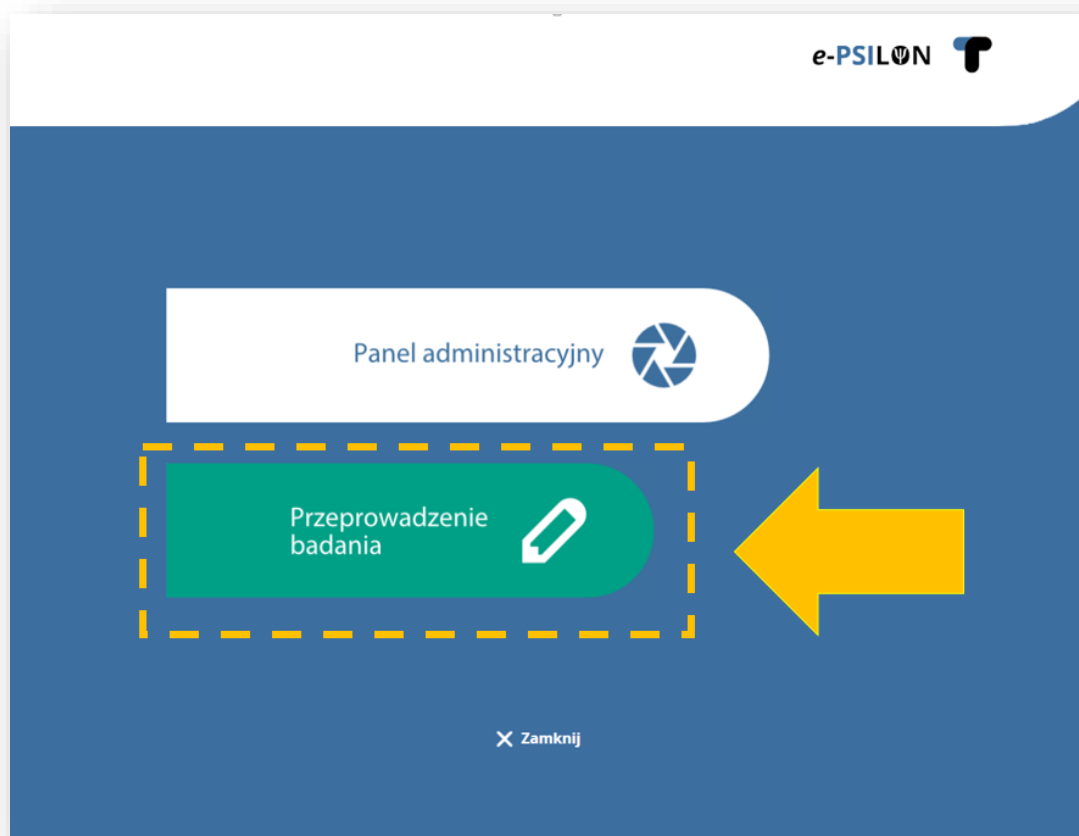 e-PSILON
Panel administracyjny
Przeprowadzenie
badania
Zamknij